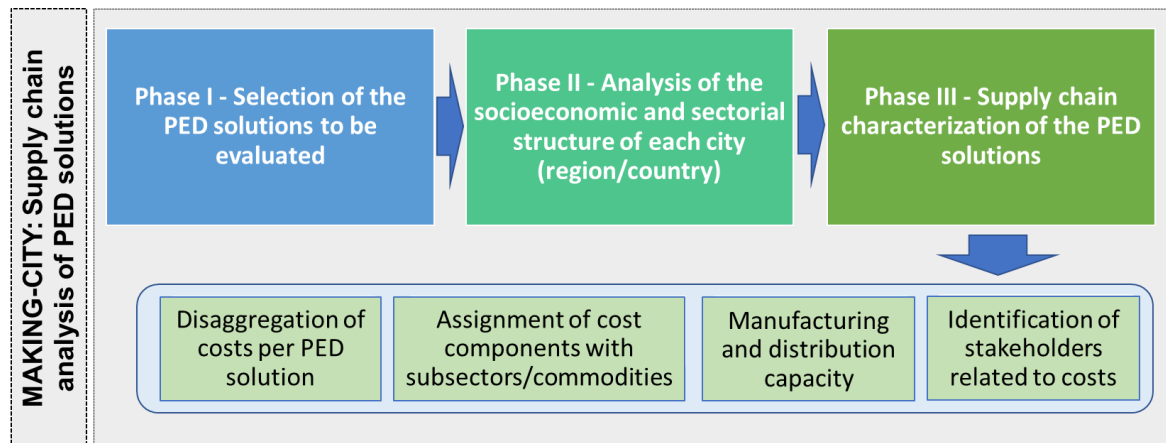 MAKING-CITY: Supply chain
analysis of PED solutions
Phase I - Selection of the
PED solutions to be
evaluated
Phase II - Analysis of the
socioeconomic and sectorial
structure of each city
(region/country)
Phase III - Supply chain
characterization of the PED
solutions
Disaggregation of
costs per PED
solution
Assignment of cost
components with
subsectors/commodities
Manufacturing
and distribution
capacity
Identification of
stakeholders
related to costs